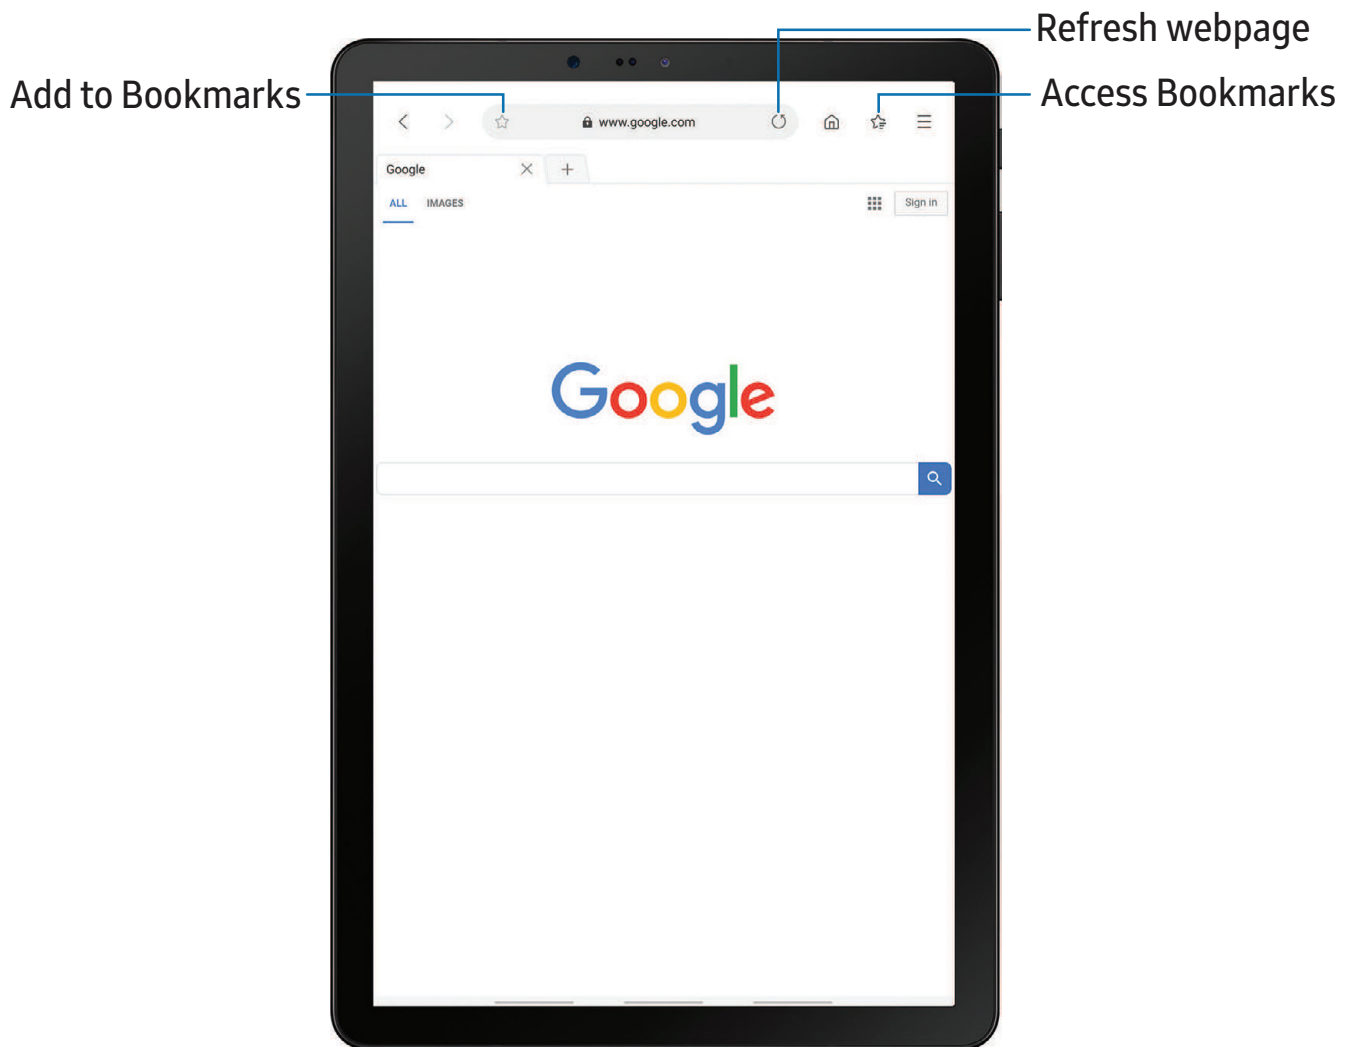 Refresh webpage
Add to Bookmarks
Access Bookmarks
www.google.com
Google
ALL IMAGES
Sign in
Google